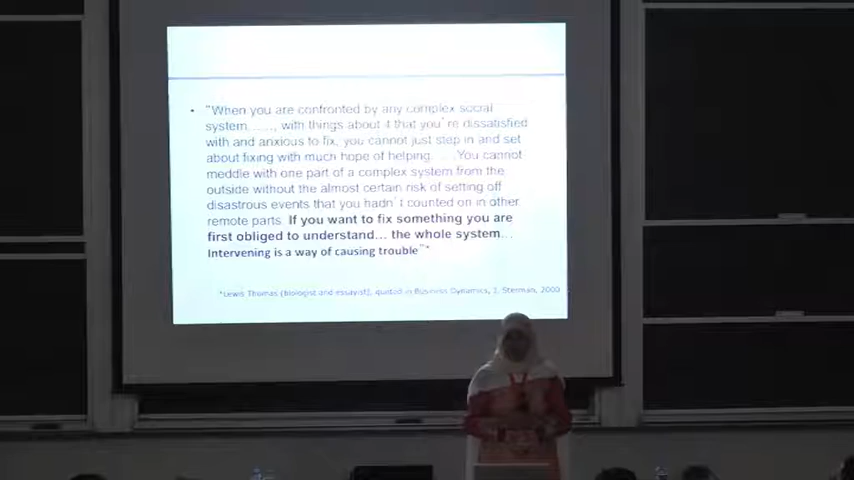 • "When you are confronted by any complex social
system……, with things about it that you're dissatisfied
with and anxious to fix, you cannot just step in and set
about fixing with much hope of helping. … .You cannot
meddle with one part of a complex system from the
outside without the almost certain risk of setting off
disastrous events that you hadn't counted on in other
remote parts. If you want to fix something you are
first obliged to understand… the whole system…
Intervening is a way of causing trouble"*
*Lewis Thomas (biologist and essayist), quoted in Business Dynamics, J. Sterman, 2000